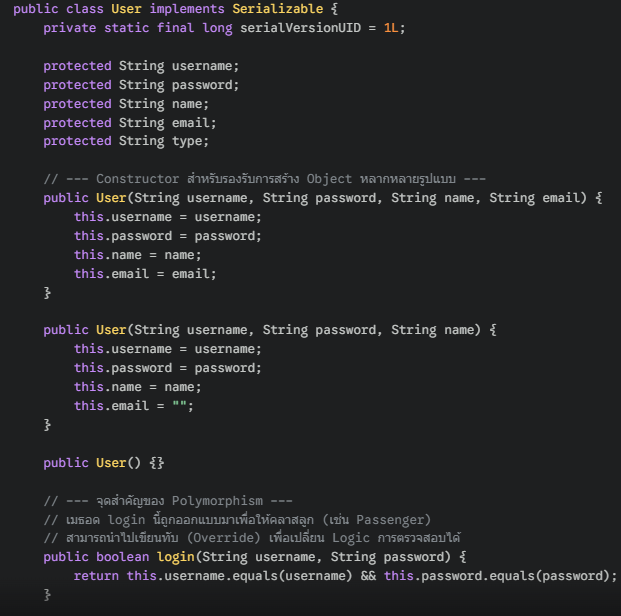 public class User implements Serializable {
    private static final long serialVersionUID = 1L;

    protected String username;
    protected String password;
    protected String name;
    protected String email;
    protected String type;

    // --- Constructor สำหรับรองรับการสร้าง Object หลากหลายรูปแบบ ---
    public User(String username, String password, String name, String email) {
        this.username = username;
        this.password = password;
        this.name = name;
        this.email = email;
    }

    public User(String username, String password, String name) {
        this.username = username;
        this.password = password;
        this.name = name;
        this.email = "";
    }

    public User() {}

    // --- จุดสำคัญของ Polymorphism ---
    // เมธอด login นี้ถูกออกแบบมาเพื่อให้คลาสลูก (เช่น Passenger)
    // สามารถนำไปเขียนทับ (Override) เพื่อเปลี่ยน Logic การตรวจสอบได้
    public boolean login(String username, String password) {
        return this.username.equals(username) && this.password.equals(password);
    }